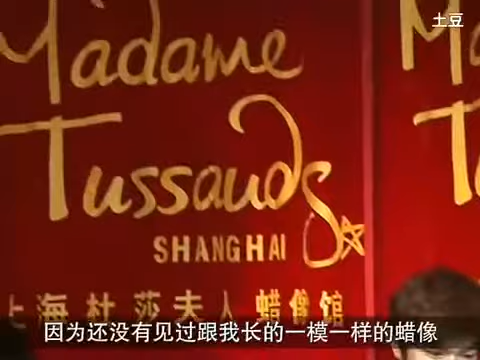 土豆
Madame
Tussauds
SHANGHAI
上海杜莎夫人蜡像馆
因为还没有见过跟我长的一模一样的蜡像